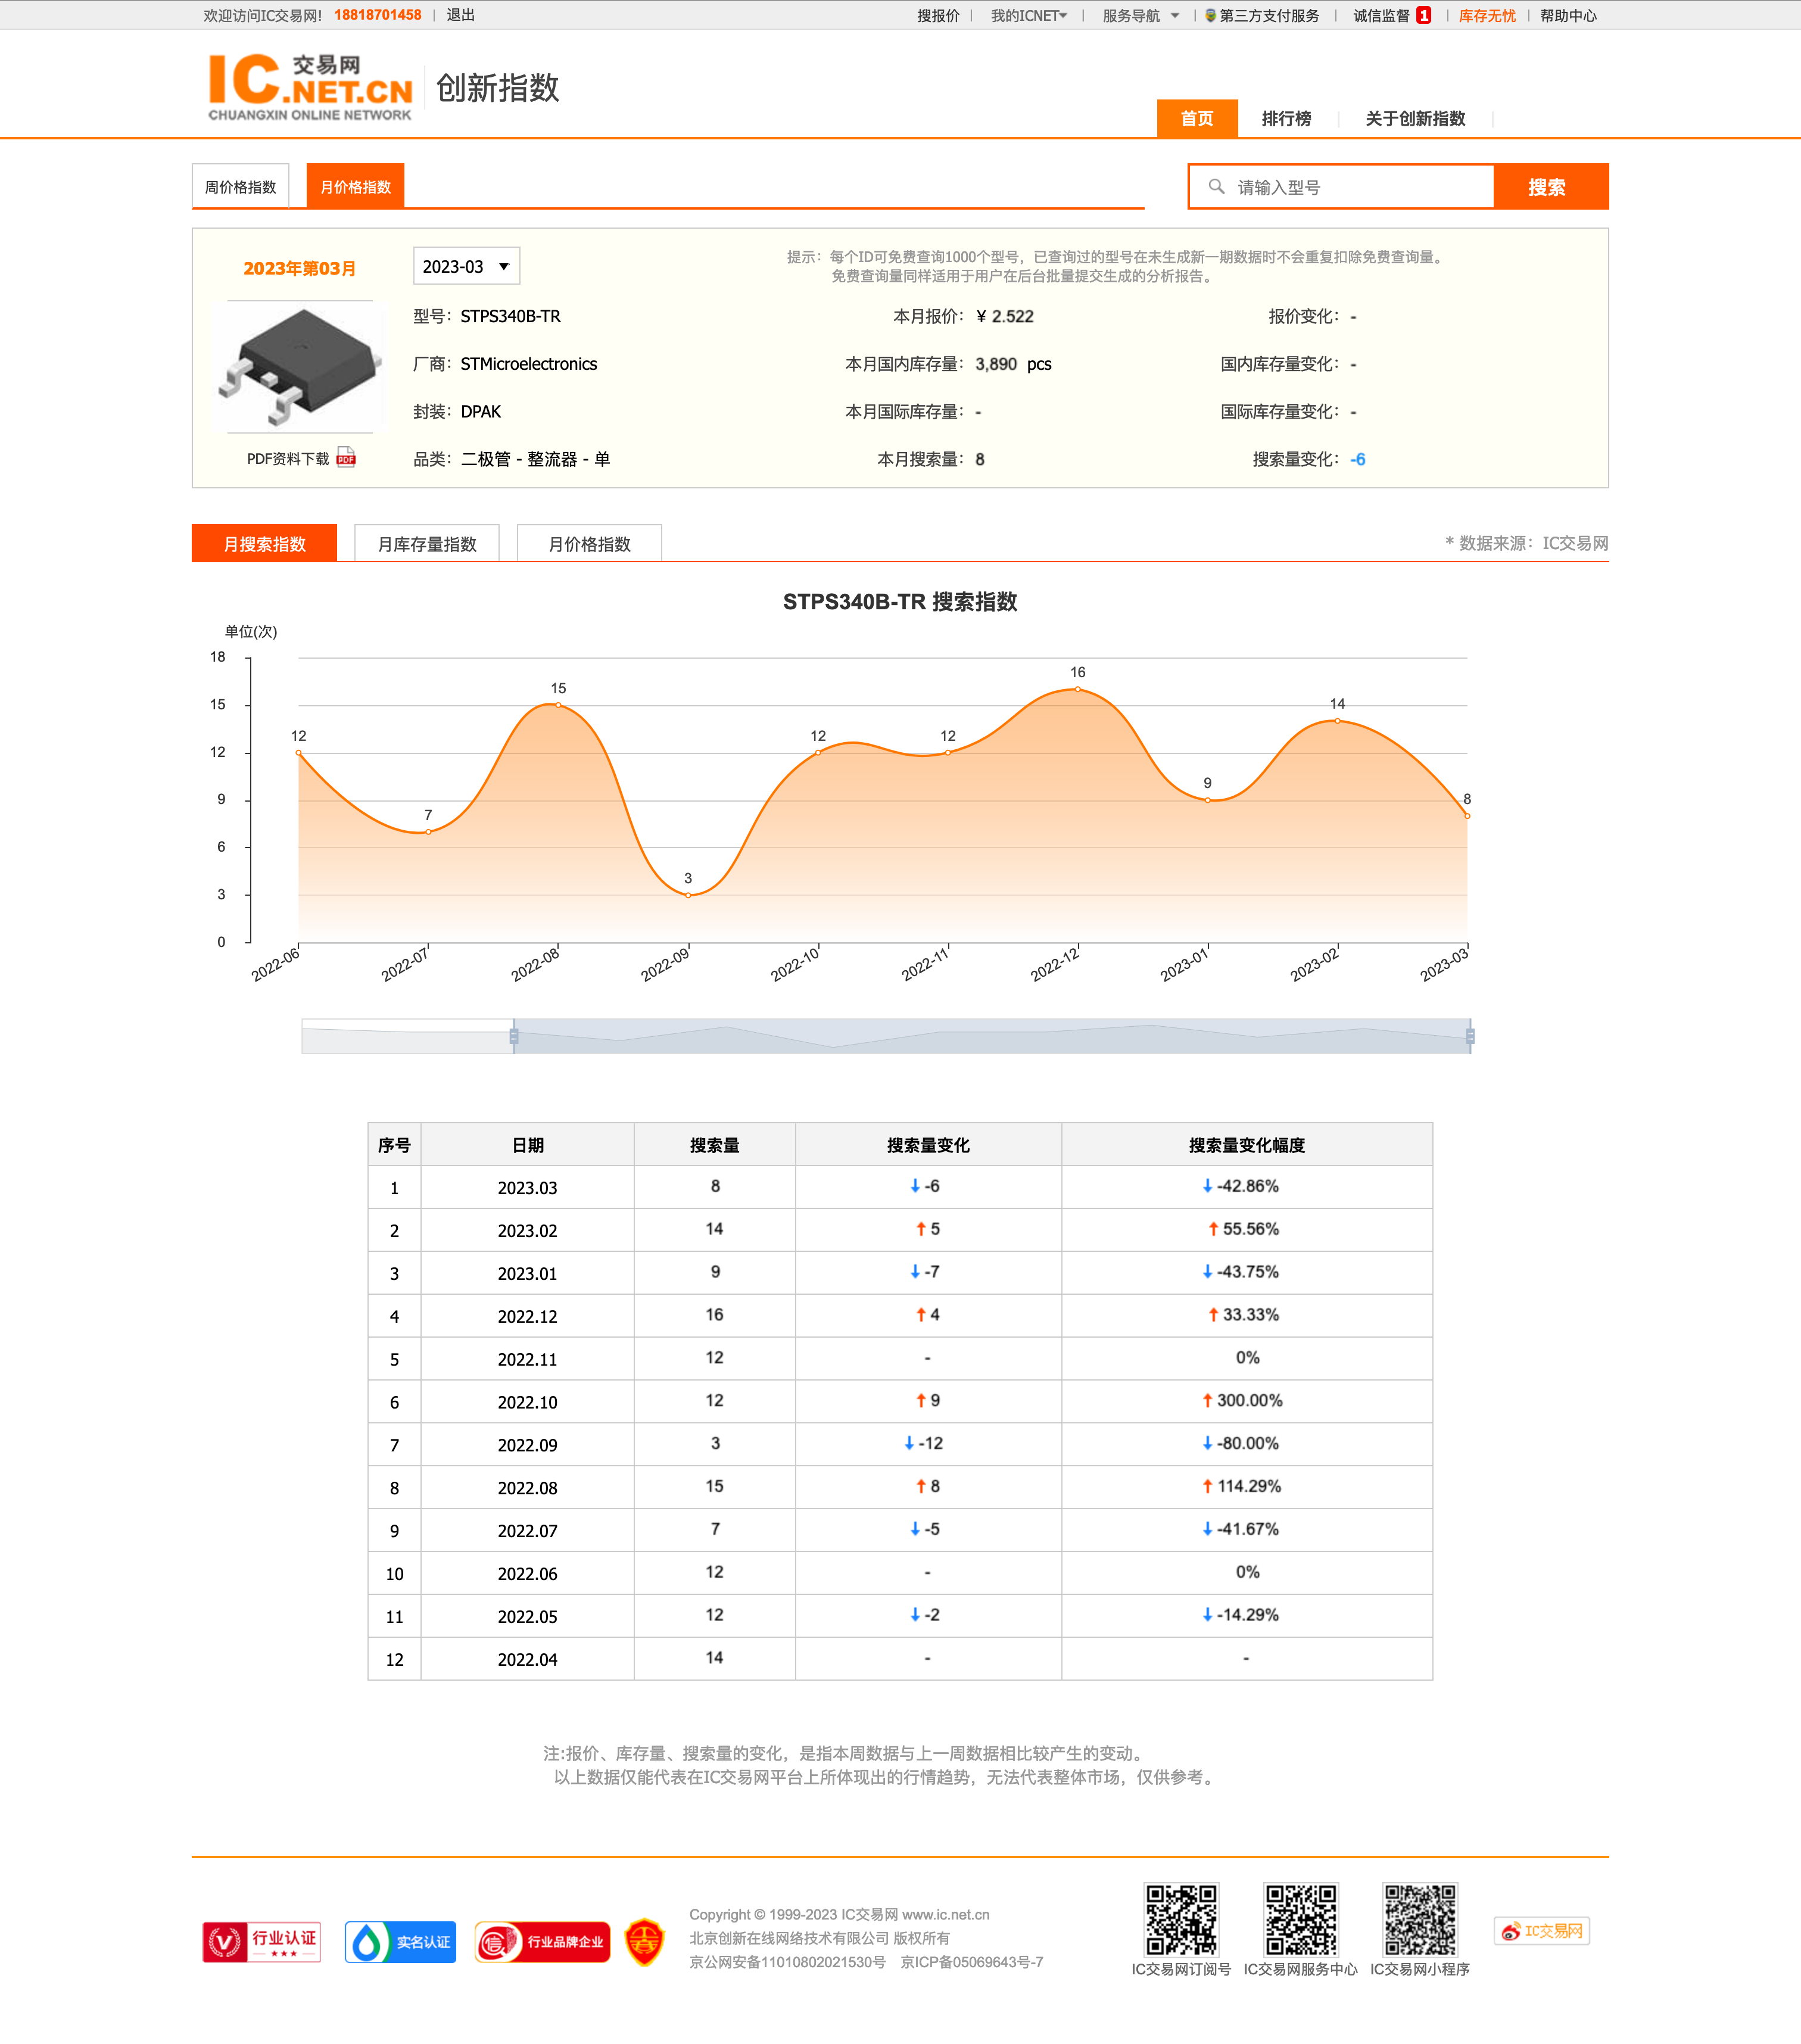 欢迎访问IC交易网! 18818701458 | 退出
搜报价 | 我的ICNET | 服务导航 | 第三方支付服务 | 诚信监督 1 | 库存无忧 | 帮助中心
IC交易网
.NET.CN
CHUANGXIN ONLINE NETWORK
创新指数
首页 排行榜 关于创新指数
周价格指数 月价格指数
请输入型号 搜索
2023年第03月
2023-03
提示：每个ID可免费查询1000个型号，已查询过的型号在未生成新一期数据时不会重复扣除免费查询量。
免费查询量同样适用于用户在后台批量提交生成的分析报告。
型号：STPS340B-TR 本月报价：￥2.522 报价变化：-
厂商：STMicroelectronics 本月国内库存量：3,890 pcs 国内库存量变化：-
封装：DPAK 本月国际库存量：- 国际库存量变化：-
PDF资料下载 PDF
品类：二极管 - 整流器 - 单 本月搜索量：8 搜索量变化：-6
月搜索指数 月库存量指数 月价格指数
* 数据来源：IC交易网
STPS340B-TR 搜索指数
单位(次)
18
15
12
9
6
3
0
12 7 15 3 12 12 16 9 14 8
2022-06 2022-07 2022-08 2022-09 2022-10 2022-11 2022-12 2023-01 2023-02 2023-03
序号 日期 搜索量 搜索量变化 搜索量变化幅度
1 2023.03 8 ↓-6 ↓-42.86%
2 2023.02 14 ↑5 ↑55.56%
3 2023.01 9 ↓-7 ↓-43.75%
4 2022.12 16 ↑4 ↑33.33%
5 2022.11 12 - 0%
6 2022.10 12 ↑9 ↑300.00%
7 2022.09 3 ↓-12 ↓-80.00%
8 2022.08 15 ↑8 ↑114.29%
9 2022.07 7 ↓-5 ↓-41.67%
10 2022.06 12 - 0%
11 2022.05 12 ↓-2 ↓-14.29%
12 2022.04 14 - -
注:报价、库存量、搜索量的变化，是指本周数据与上一周数据相比较产生的变动。
以上数据仅能代表在IC交易网平台上所体现出的行情趋势，无法代表整体市场，仅供参考。
行业认证
实名认证
信 行业品牌企业
Copyright © 1999-2023 IC交易网 www.ic.net.cn
北京创新在线网络技术有限公司 版权所有
京公网安备11010802021530号 京ICP备05069643号-7
IC交易网订阅号 IC交易网服务中心 IC交易网小程序
IC交易网